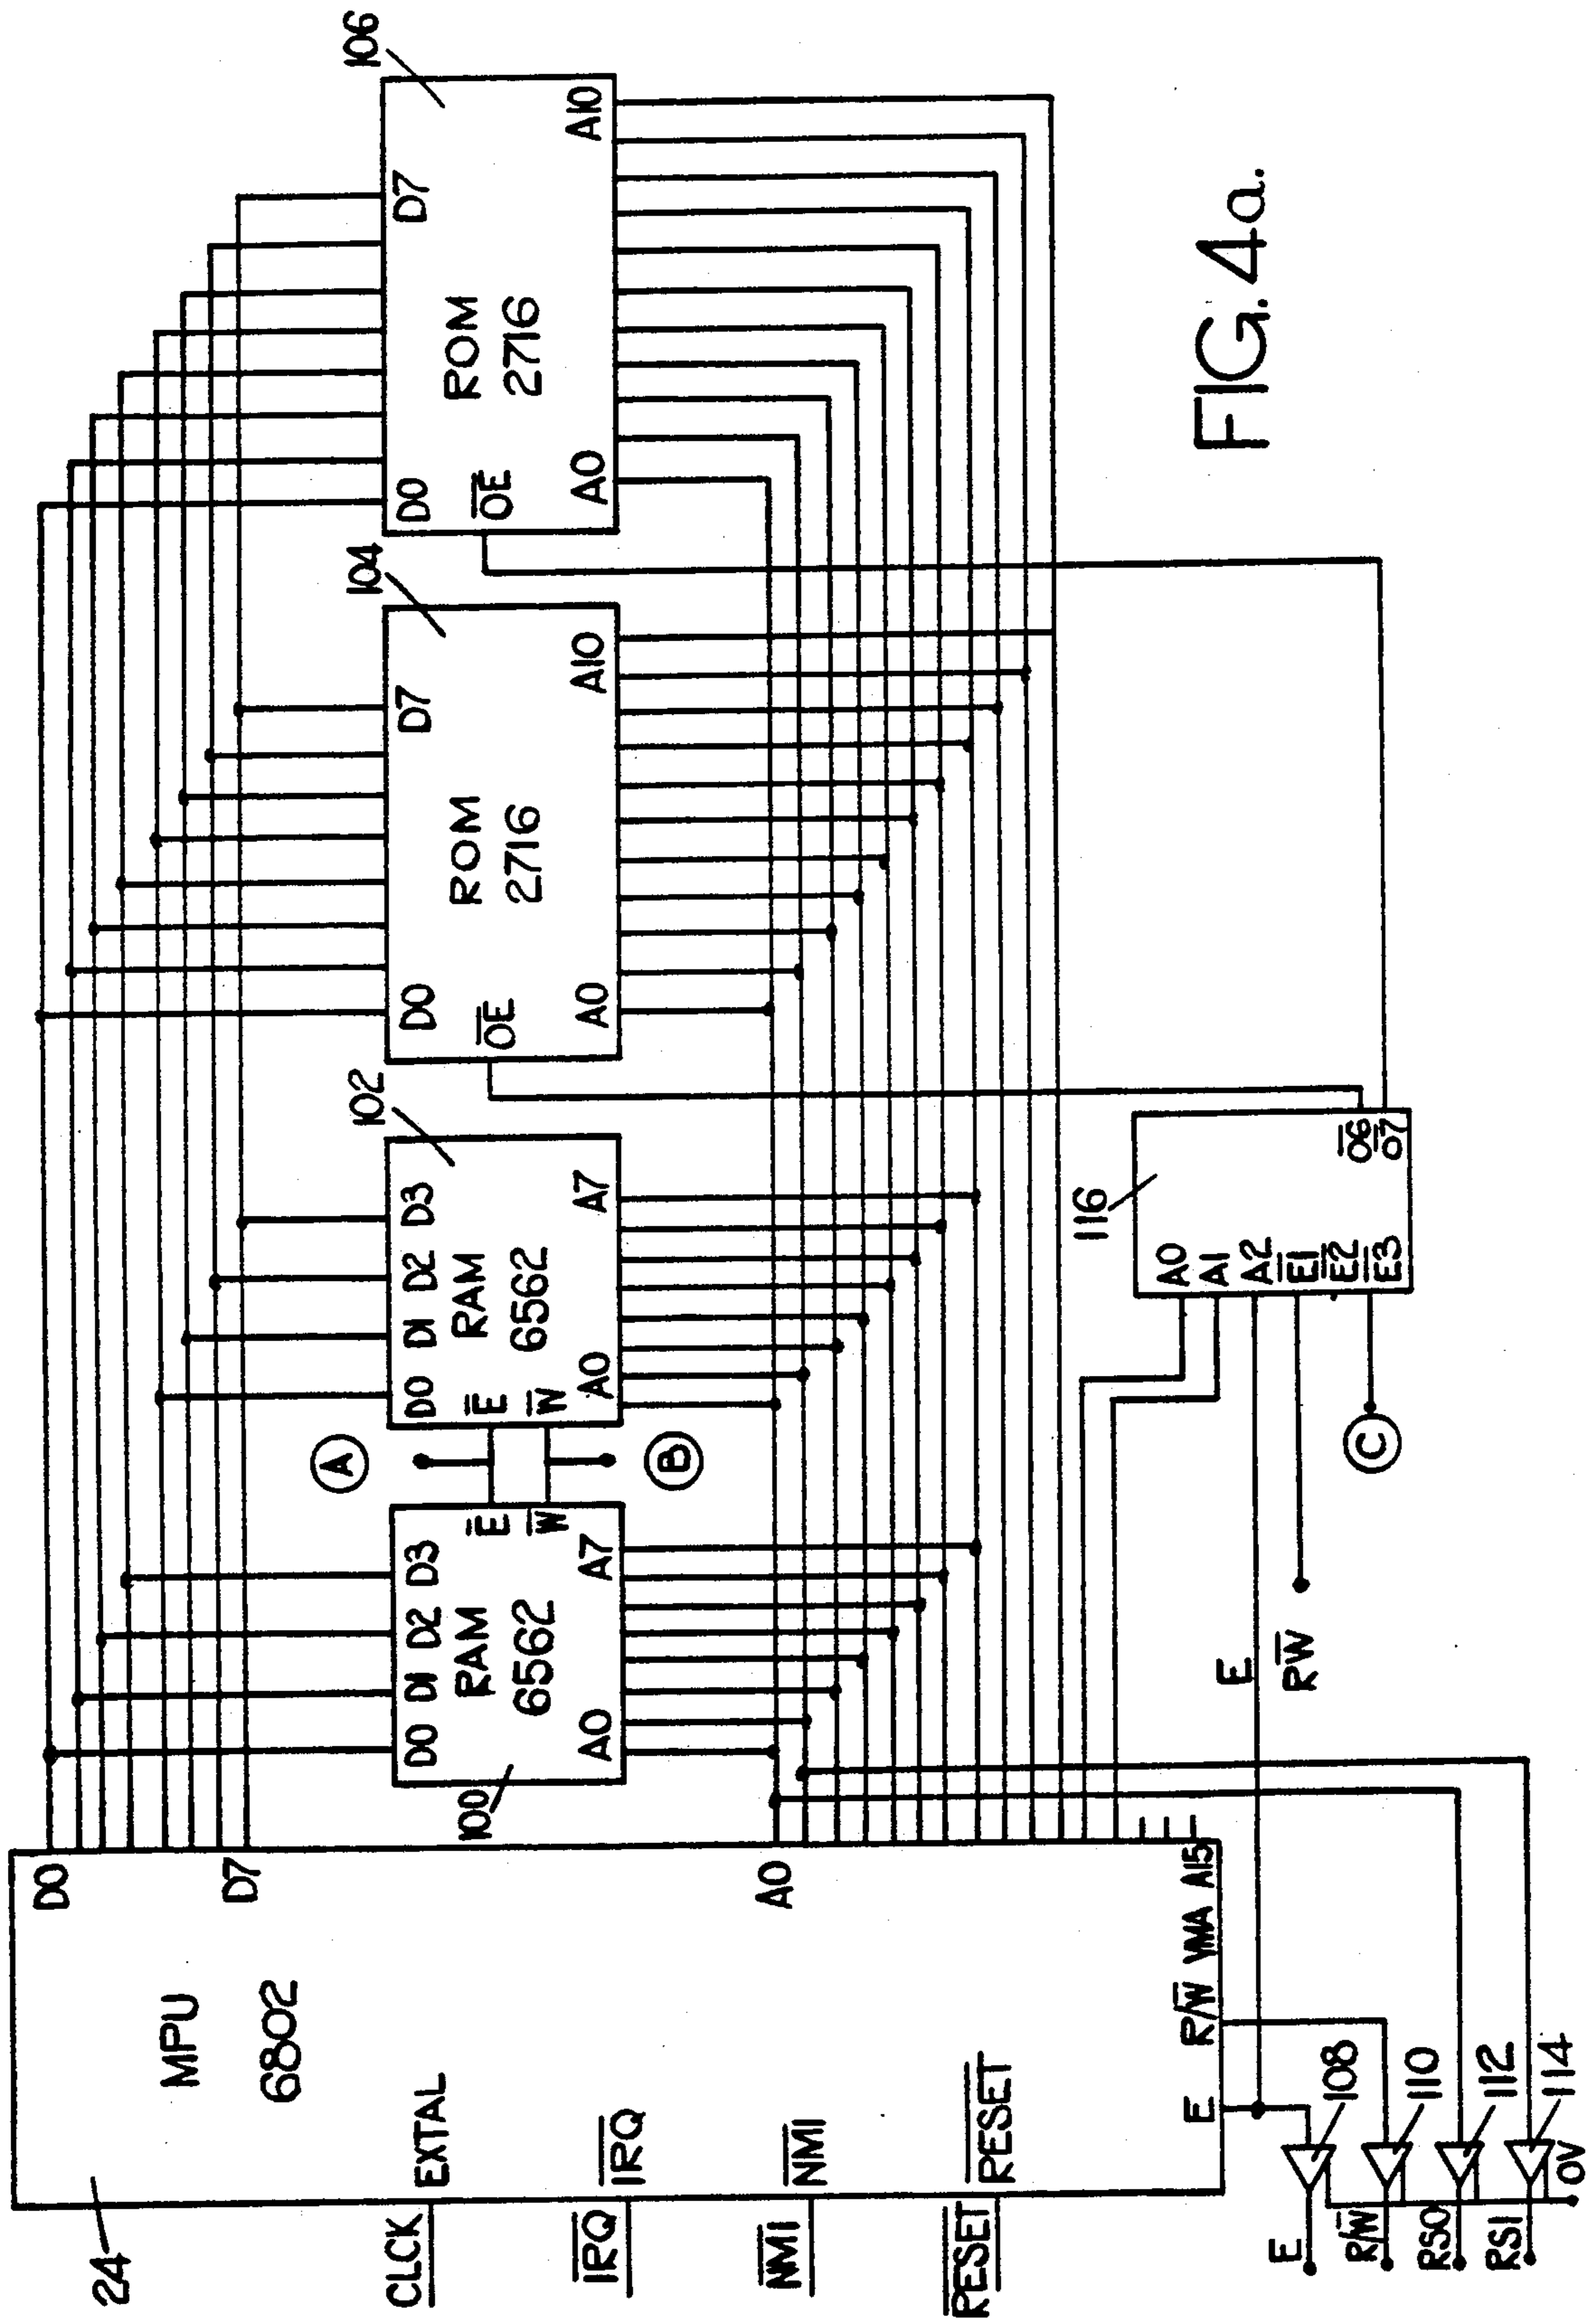 24
MPU
6802
D0
D7
A0
EXTAL
IRQ
NMI
RESET
CLCK
IRQ
NMI
RESET
E
R/W
VMA
A15
E
R/W
RS0
RS1
108
110
112
114
0V
100
D0 D1 D2 D3
RAM
6562
A0
A7
E
W
A
B
102
D0 D1 D2 D3
RAM
6562
E
W
A0
A7
104
D0
D7
ROM
2716
OE
A0
A10
106
D0
D7
ROM
2716
OE
A0
A10
116
A0
A1
A2
E1
E2
E3
O6
O7
E
RW
C
FIG. 4a.